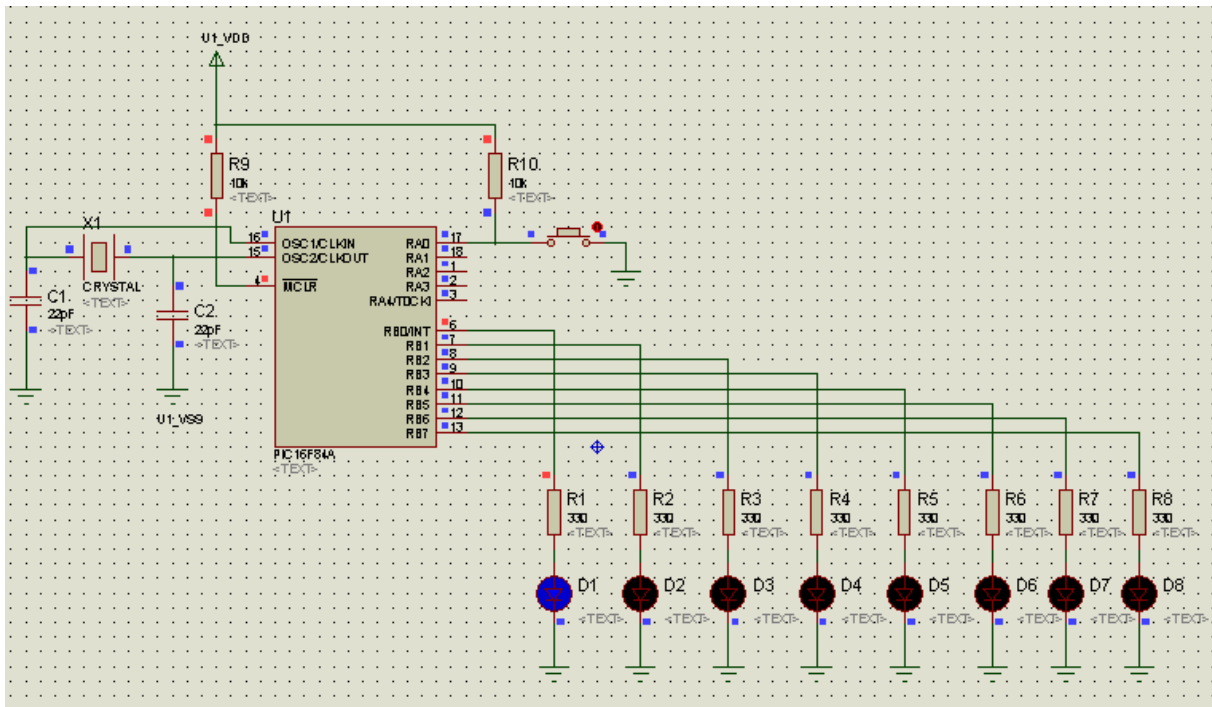 U1_VDD
R9
10k
<TEXT>
R10.
10k
<TEXT>
X1
CRYSTAL
<TEXT>
C1.
22pF
<TEXT>
C2.
22pF
<TEXT>
U1_VSS
U1
16
OSC1/CLKIN
15
OSC2/CLKOUT
4
MCLR
RA0
17
RA1
18
RA2
1
RA3
2
RA4/T0CKI
3
RB0/INT
6
RB1
7
RB2
8
RB3
9
RB4
10
RB5
11
RB6
12
RB7
13
PIC16F84A
<TEXT>
R1
330
<TEXT>
R2
330
<TEXT>
R3
330
<TEXT>
R4
330
<TEXT>
R5
330
<TEXT>
R6
330
<TEXT>
R7
330
<TEXT>
R8
330
<TEXT>
D1
<TEXT>
D2
<TEXT>
D3
<TEXT>
D4
<TEXT>
D5
<TEXT>
D6
<TEXT>
D7
<TEXT>
D8
<TEXT>